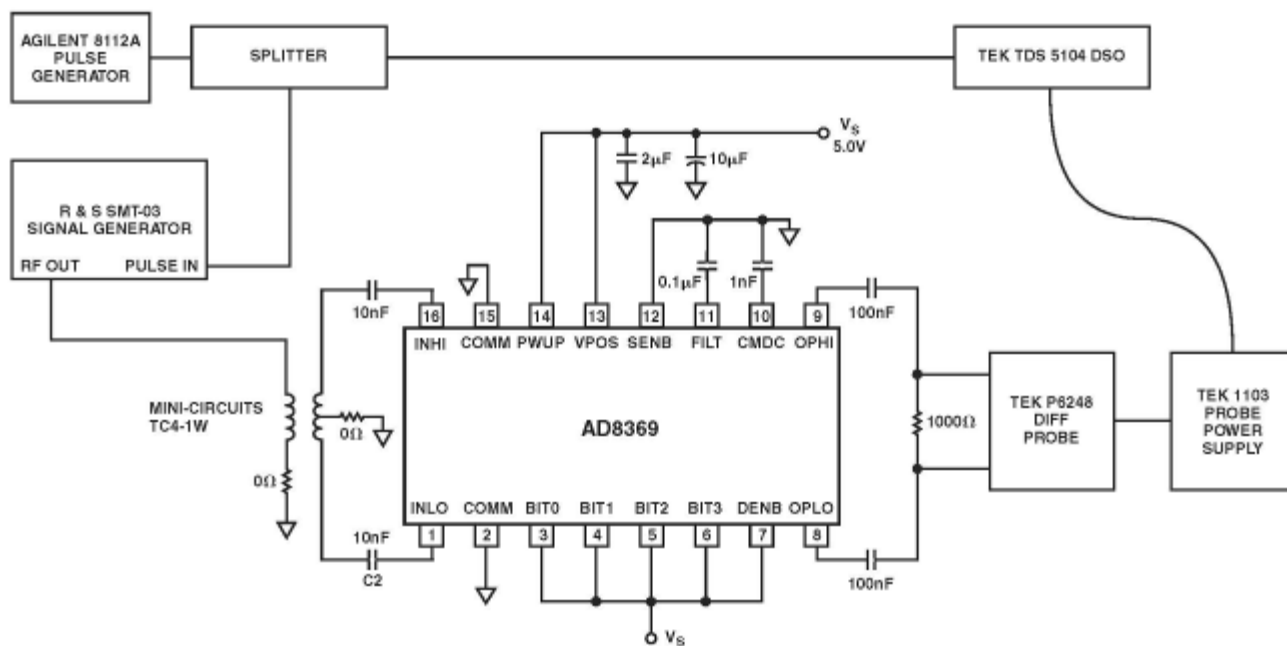 AGILENT 8112A
PULSE
GENERATOR
SPLITTER
TEK TDS 5104 DSO
R & S SMT-03
SIGNAL GENERATOR
RF OUT
PULSE IN
VS
5.0V
2µF
10µF
0.1µF
1nF
10nF
100nF
16
15
14
13
12
11
10
9
INHI
COMM
PWUP
VPOS
SENB
FILT
CMDC
OPHI
MINI-CIRCUITS
TC4-1W
0Ω
0Ω
AD8369
1000Ω
TEK P6248
DIFF
PROBE
TEK 1103
PROBE
POWER
SUPPLY
INLO
COMM
BIT0
BIT1
BIT2
BIT3
DENB
OPLO
1
2
3
4
5
6
7
8
10nF
C2
100nF
VS